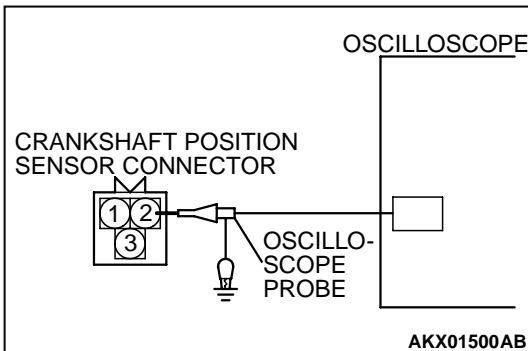 OSCILLOSCOPE
CRANKSHAFT POSITION
SENSOR CONNECTOR
1 2
3
OSCILLO-
SCOPE
PROBE
AKX01500AB